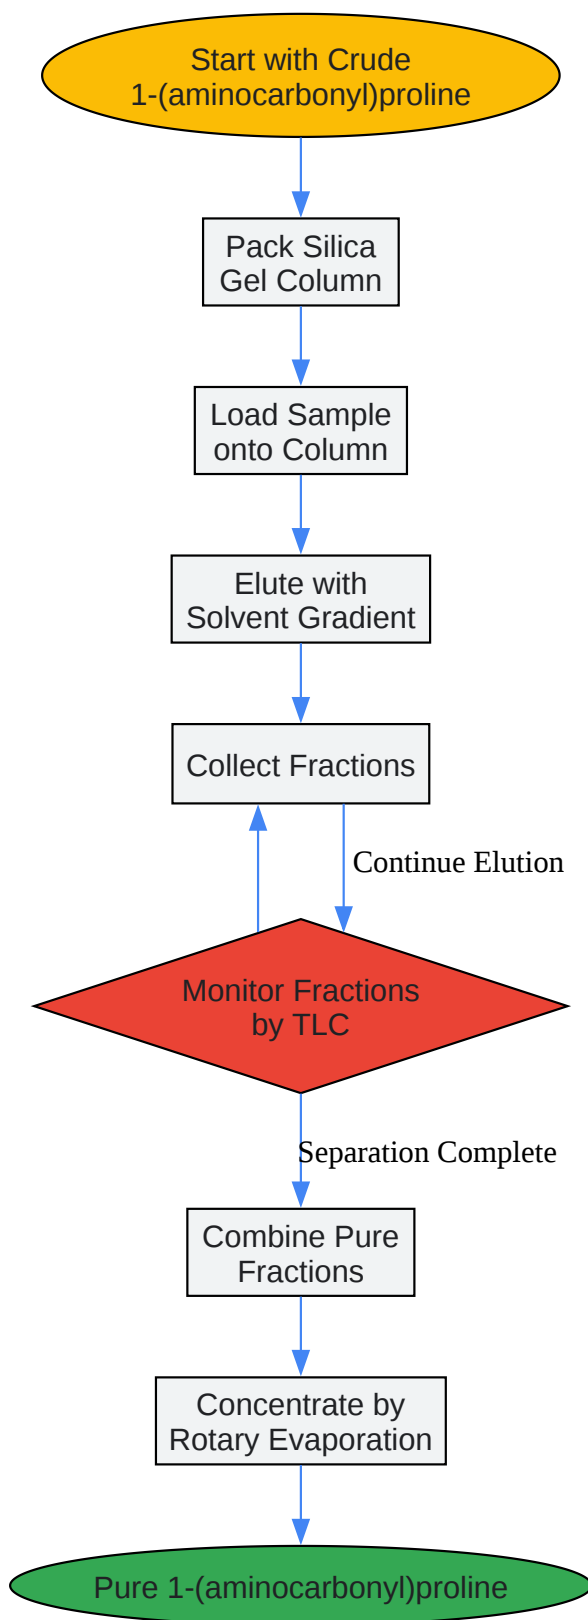 Start with Crude
1-(aminocarbonyl)proline
Pack Silica
Gel Column
Load Sample
onto Column
Elute with
Solvent Gradient
Collect Fractions
Continue Elution
Monitor Fractions
by TLC
Separation Complete
Combine Pure
Fractions
Concentrate by
Rotary Evaporation
Pure 1-(aminocarbonyl)proline